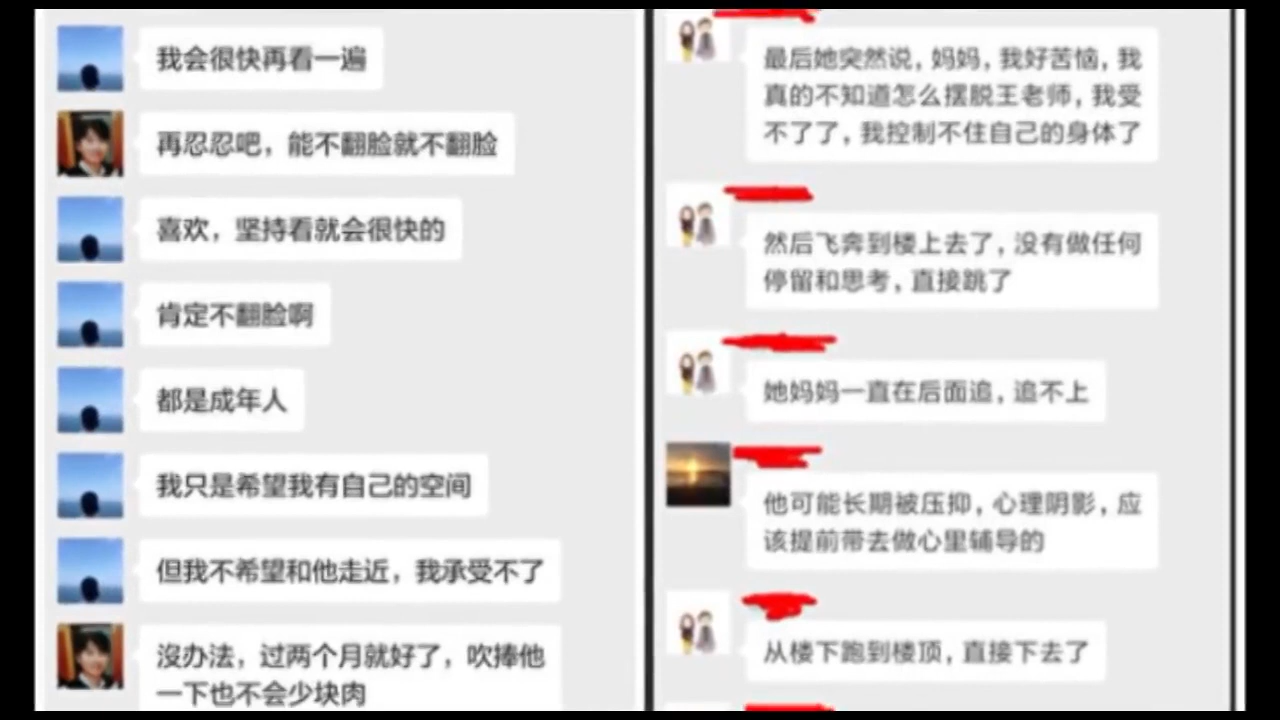 我会很快再看一遍
再忍忍吧，能不翻脸就不翻脸
喜欢，坚持看就会很快的
肯定不翻脸啊
都是成年人
我只是希望我有自己的空间
但我不希望和他走近，我承受不了
沒办法，过两个月就好了，吹捧他
一下也不会少块肉
最后她突然说，妈妈，我好苦恼，我
真的不知道怎么摆脱王老师，我受
不了了，我控制不住自己的身体了
然后飞奔到楼上去了，没有做任何
停留和思考，直接跳了
她妈妈一直在后面追，追不上
他可能长期被压抑，心理阴影，应
该提前带去做心里辅导的
从楼下跑到楼顶，直接下去了